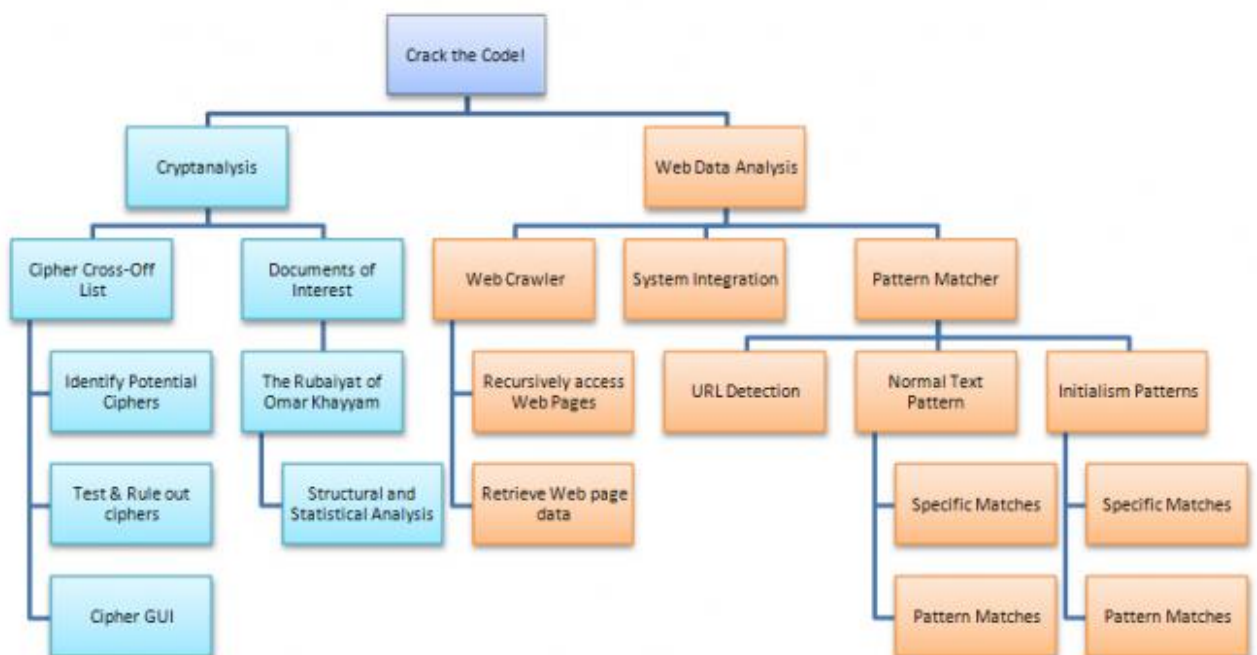 Crack the Code!
Cryptanalysis
Web Data Analysis
Cipher Cross-Off
List
Documents of
Interest
Web Crawler
System Integration
Pattern Matcher
Identify Potential
Ciphers
The Rubaiyat of
Omar Khayyam
Recursively access
Web Pages
URL Detection
Normal Text
Pattern
Initialism Patterns
Test & Rule out
ciphers
Structural and
Statistical Analysis
Retrieve Web page
data
Specific Matches
Specific Matches
Cipher GUI
Pattern Matches
Pattern Matches